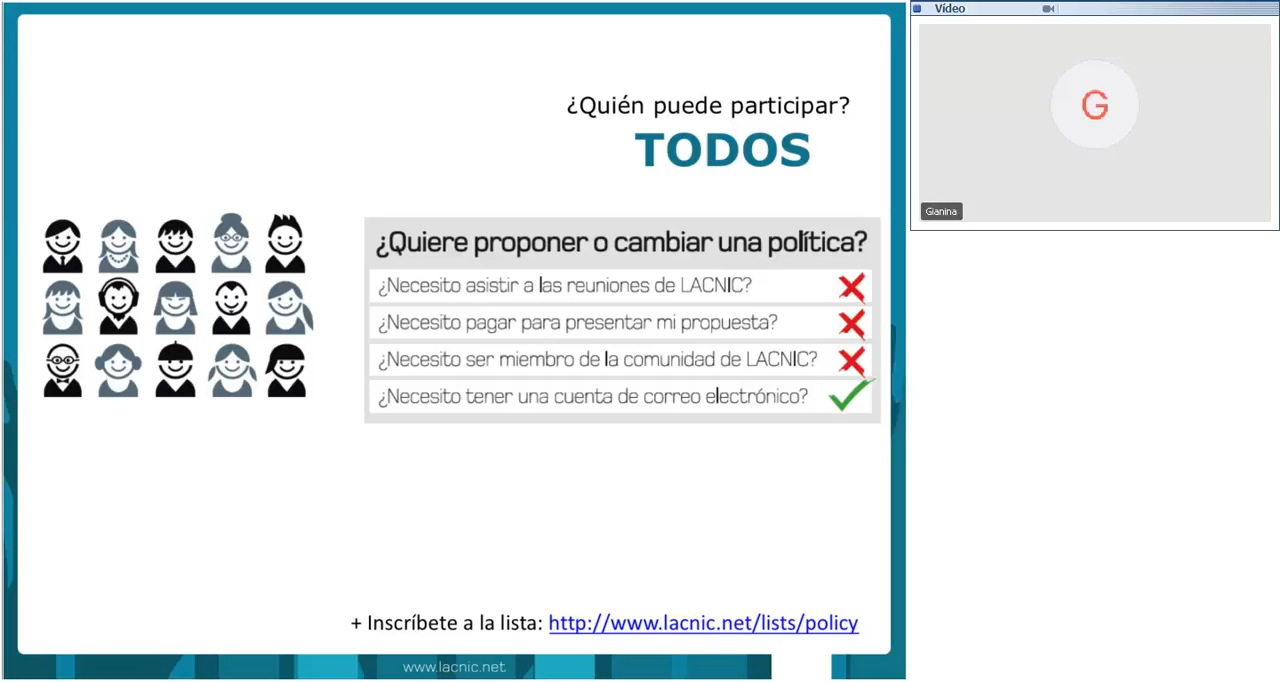 ¿Quién puede participar?
TODOS
¿Quiere proponer o cambiar una política?
¿Necesito asistir a las reuniones de LACNIC?
¿Necesito pagar para presentar mi propuesta?
¿Necesito ser miembro de la comunidad de LACNIC?
¿Necesito tener una cuenta de correo electrónico?
+ Inscríbete a la lista: http://www.lacnic.net/lists/policy
www.lacnic.net
Vídeo
G
Gianina